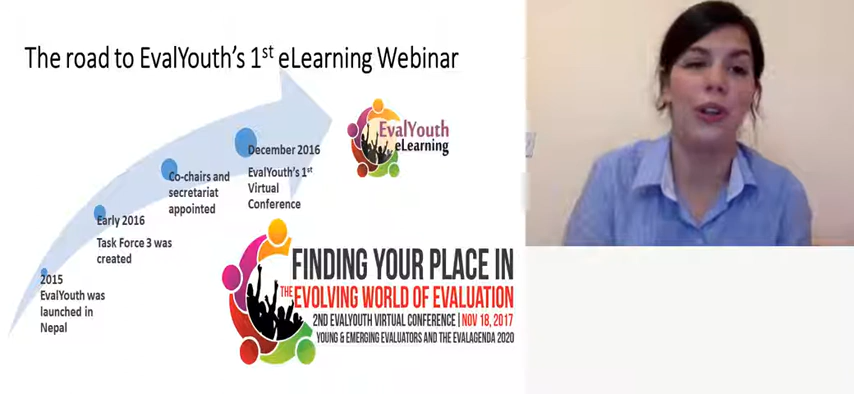 The road to EvalYouth's 1st eLearning Webinar
EvalYouth
eLearning
December 2016
EvalYouth's 1st
Virtual
Conference
Co-chairs and
secretariat
appointed
Early 2016
Task Force 3 was
created
2015
EvalYouth was
launched in
Nepal
FINDING YOUR PLACE IN
THE EVOLVING WORLD OF EVALUATION
2ND EVALYOUTH VIRTUAL CONFERENCE | NOV 18, 2017
YOUNG & EMERGING EVALUATORS AND THE EVALAGENDA 2020